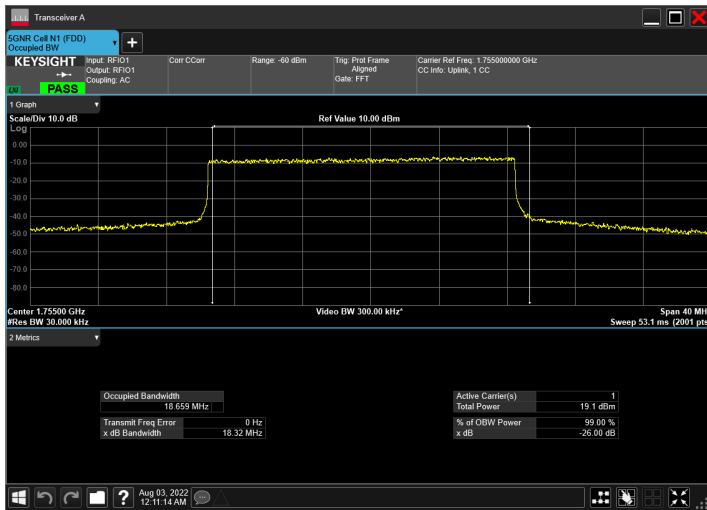 Transceiver A
5GNR Cell N1 (FDD)
Occupied BW
+
KEYSIGHT
LXI
PASS
Input: RFIO1
Output: RFIO1
Coupling: AC
Corr CCorr
Range: -60 dBm
Trig: Prot Frame
Aligned
Gate: FFT
Carrier Ref Freq: 1.755000000 GHz
CC Info: Uplink, 1 CC
1 Graph
Scale/Div 10.0 dB
Ref Value 10.00 dBm
Log
0.00
-10.0
-20.0
-30.0
-40.0
-50.0
-60.0
-70.0
-80.0
Center 1.75500 GHz
Video BW 300.00 kHz*
Span 40 MH
#Res BW 30.000 kHz
Sweep 53.1 ms (2001 pts
2 Metrics
Occupied Bandwidth
18.659 MHz
Transmit Freq Error 0 Hz
x dB Bandwidth 18.32 MHz
Active Carrier(s) 1
Total Power 19.1 dBm
% of OBW Power 99.00 %
x dB -26.00 dB
?
Aug 03, 2022
12:11:14 AM